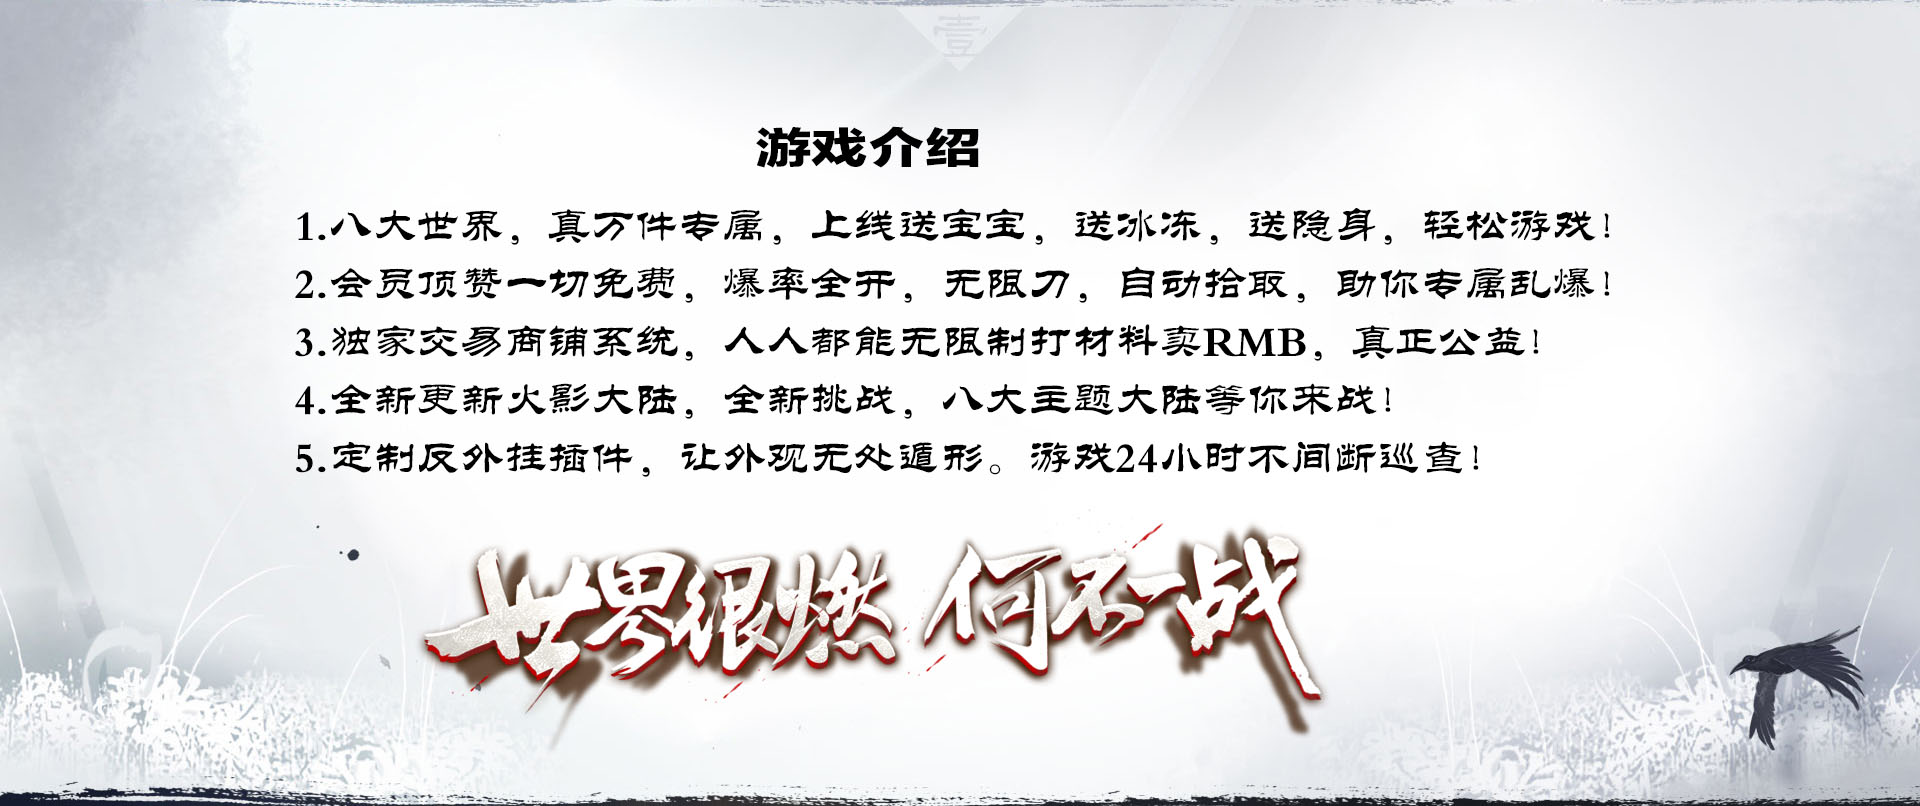 壹
游戏介绍
1.八大世界，真万件专属，上线送宝宝，送冰冻，送隐身，轻松游戏！
2.会员顶赞一切免费，爆率全开，无限刀，自动拾取，助你专属乱爆！
3.独家交易商铺系统，人人都能无限制打材料卖RMB，真正公益！
4.全新更新火影大陆，全新挑战，八大主题大陆等你来战！
5.定制反外挂插件，让外观无处遁形。游戏24小时不间断巡查！
世界很燃 何不一战